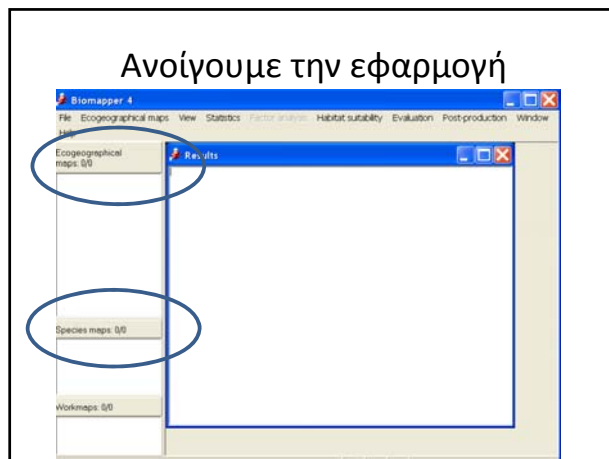 Ανοίγουμε την εφαρμογή
Biomapper 4
File Ecogeographical maps View Statistics Factor analysis Habitat suitability Evaluation Post-production Window
Help
Ecogeographical
maps: 0/0
Results
Species maps: 0/0
Workmaps: 0/0